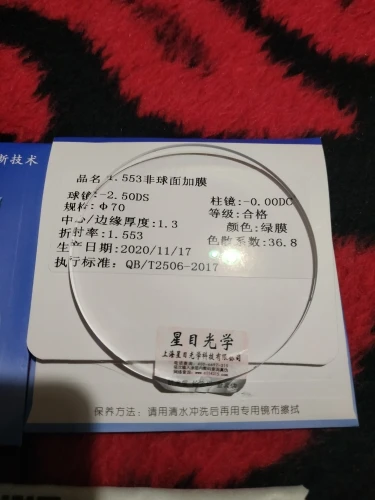 新技术
品名 1.553非球面加膜
球镜:-2.50DS 柱镜:-0.00DC
规格: Φ70 等级:合格
中心/边缘厚度:1.3 颜色:绿膜
折射率:1.553 色散系数:36.8
生产日期:2020/11/17
执行标准: QB/T2506-2017
星目光学
上海星目光学科技有限公司
保养方法: 请用清水冲洗后再用专用镜布擦拭